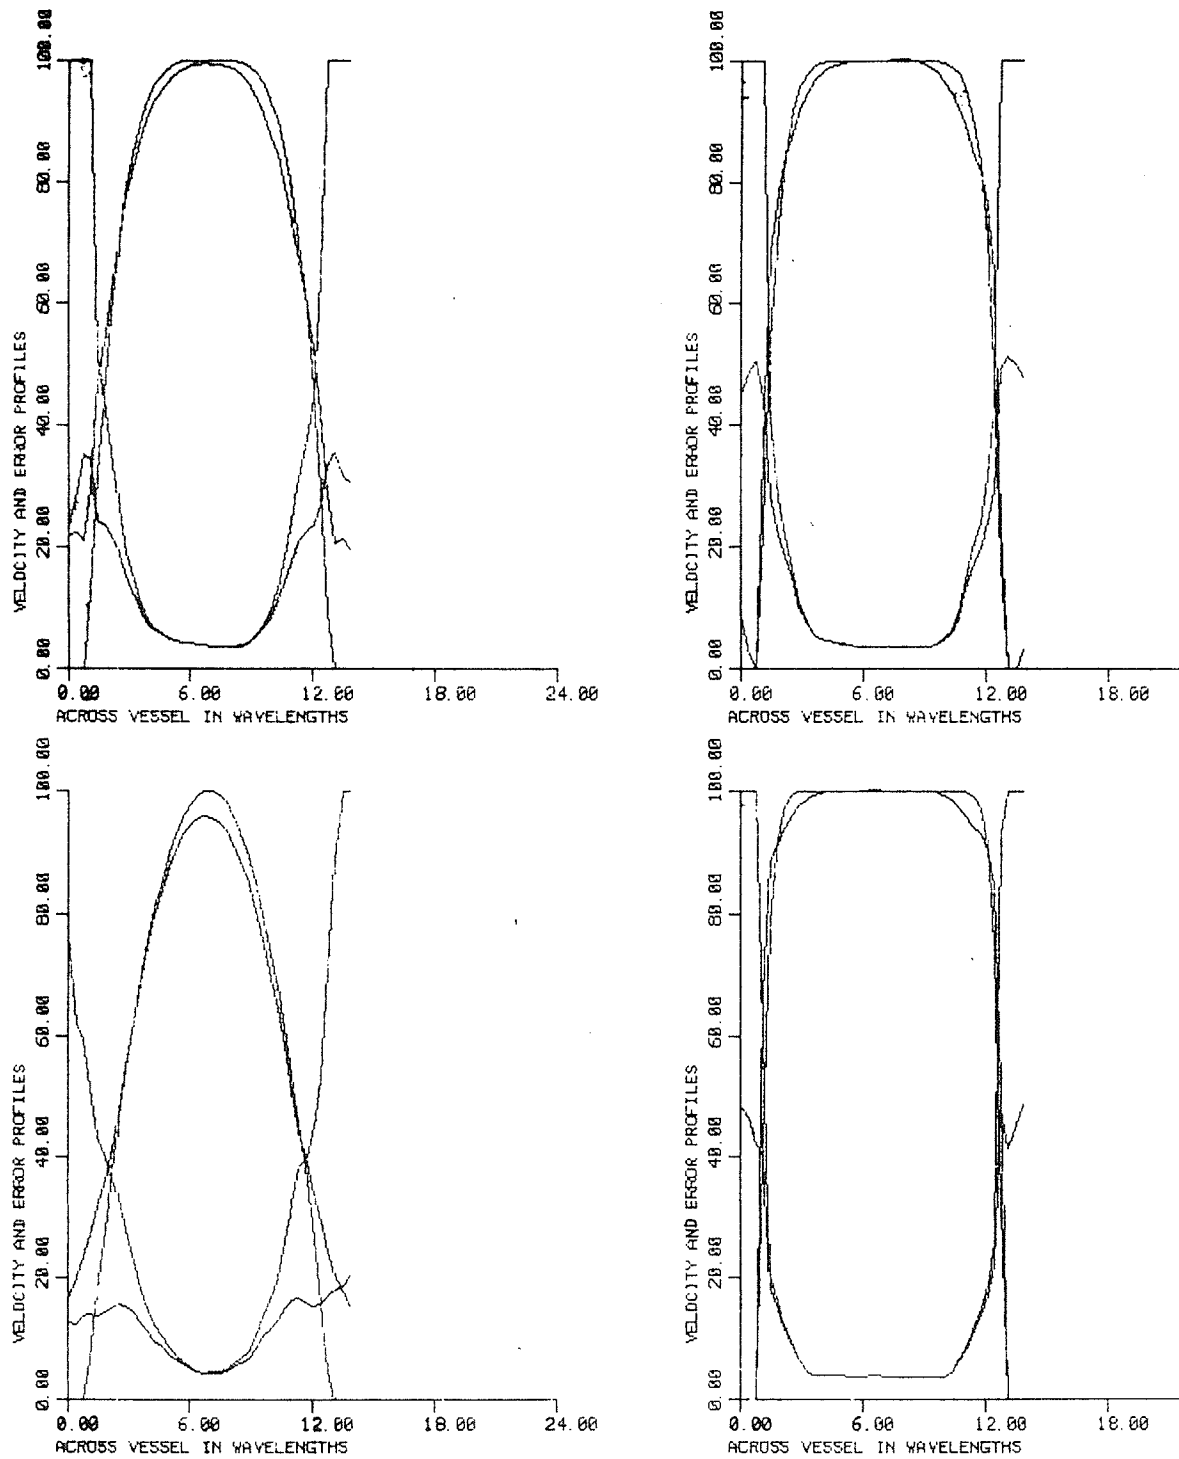 100.00
80.00
60.00
40.00
20.00
0.00
VELOCITY AND ERROR PROFILES
0.00 6.00 12.00 18.00 24.00
ACROSS VESSEL IN WAVELENGTHS
100.00
80.00
60.00
40.00
20.00
0.00
VELOCITY AND ERROR PROFILES
0.00 6.00 12.00 18.00
ACROSS VESSEL IN WAVELENGTHS
100.00
80.00
60.00
40.00
20.00
0.00
VELOCITY AND ERROR PROFILES
0.00 6.00 12.00 18.00 24.00
ACROSS VESSEL IN WAVELENGTHS
100.00
80.00
60.00
40.00
20.00
0.00
VELOCITY AND ERROR PROFILES
0.00 6.00 12.00 18.00
ACROSS VESSEL IN WAVELENGTHS